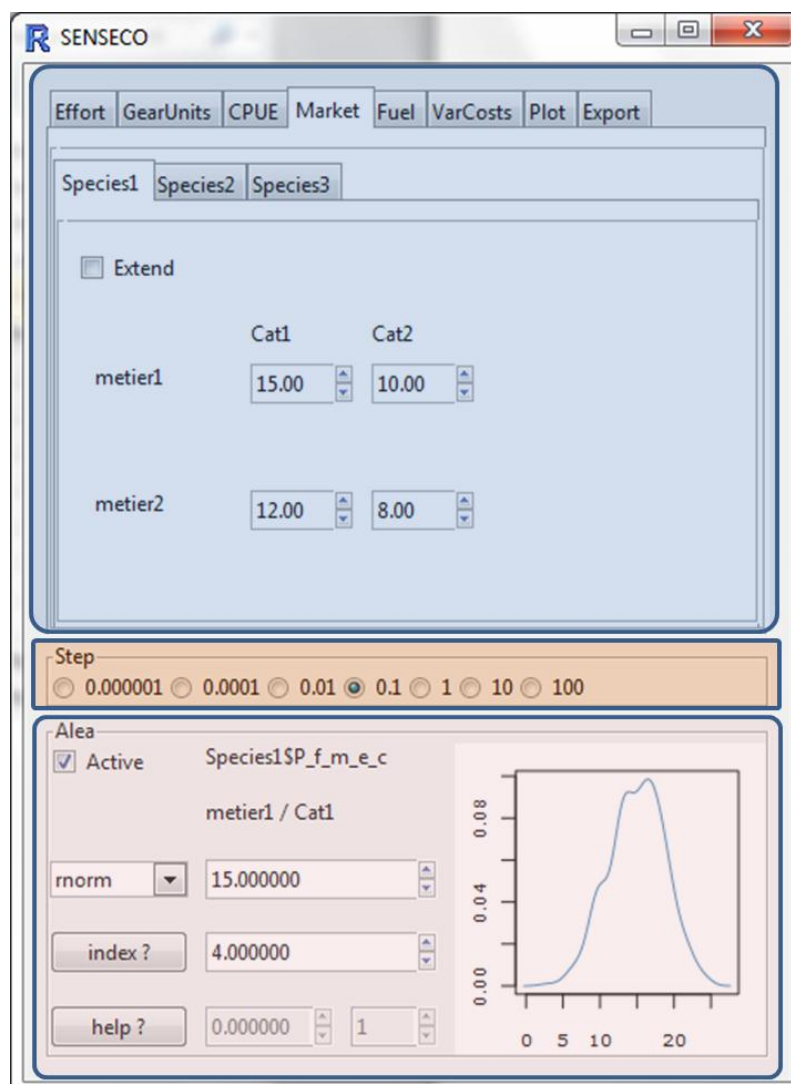 SENSECO
Effort GearUnits CPUE Market Fuel VarCosts Plot Export
Species1 Species2 Species3
Extend
Cat1 Cat2
metier1 15.00 10.00
metier2 12.00 8.00
Step
0.000001 0.0001 0.01 0.1 1 10 100
Alea
Active Species1$P_f_m_e_c
metier1 / Cat1
rnorm 15.000000
index ? 4.000000
help ? 0.000000 1
0.08
0.04
0.00
0 5 10 20